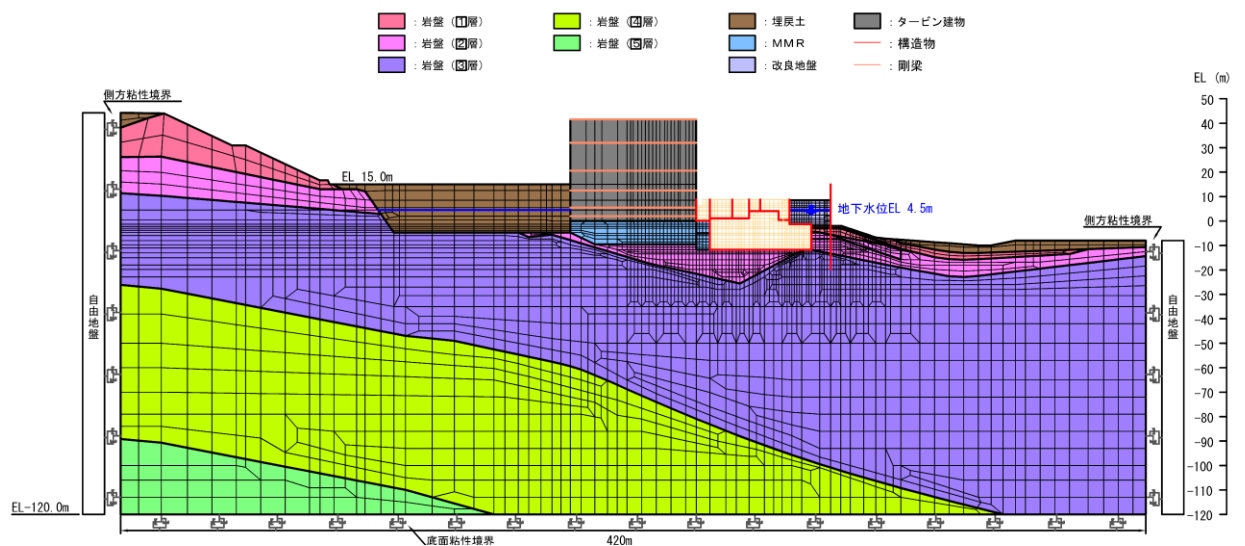 ：岩盤（①層）
：岩盤（②層）
：岩盤（③層）
：岩盤（④層）
：岩盤（⑤層）
：埋戻土
：ＭＭＲ
：改良地盤
：タービン建物
：構造物
：剛梁
側方粘性境界
EL (m)
50
40
30
20
10
0
-10
-20
-30
-40
-50
-60
-70
-80
-90
-100
-110
-120
EL 15.0m
地下水位EL 4.5m
側方粘性境界
自由地盤
自由地盤
EL-120.0m
底面粘性境界
420m